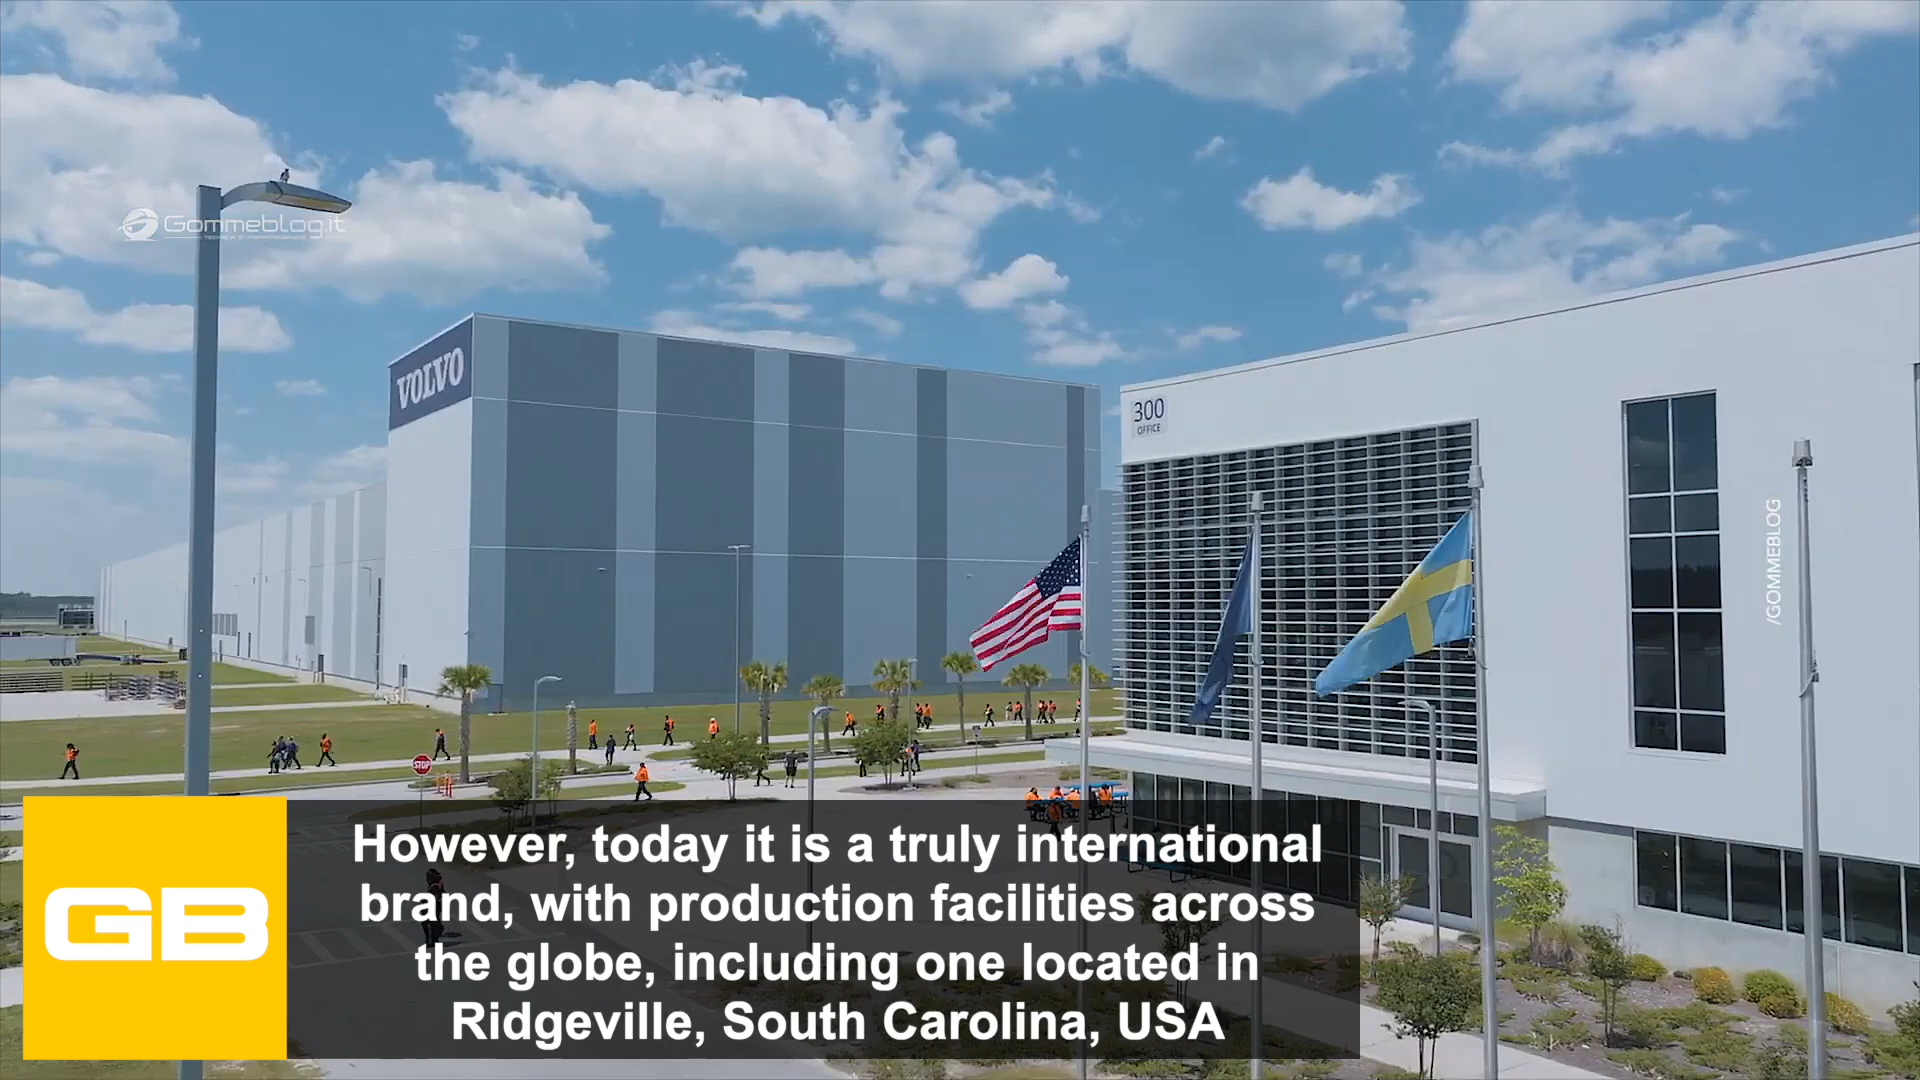 Gommeblog.it
VOLVO
300
OFFICE
/GOMMEBLOG
STOP
GB
However, today it is a truly international
brand, with production facilities across
the globe, including one located in
Ridgeville, South Carolina, USA